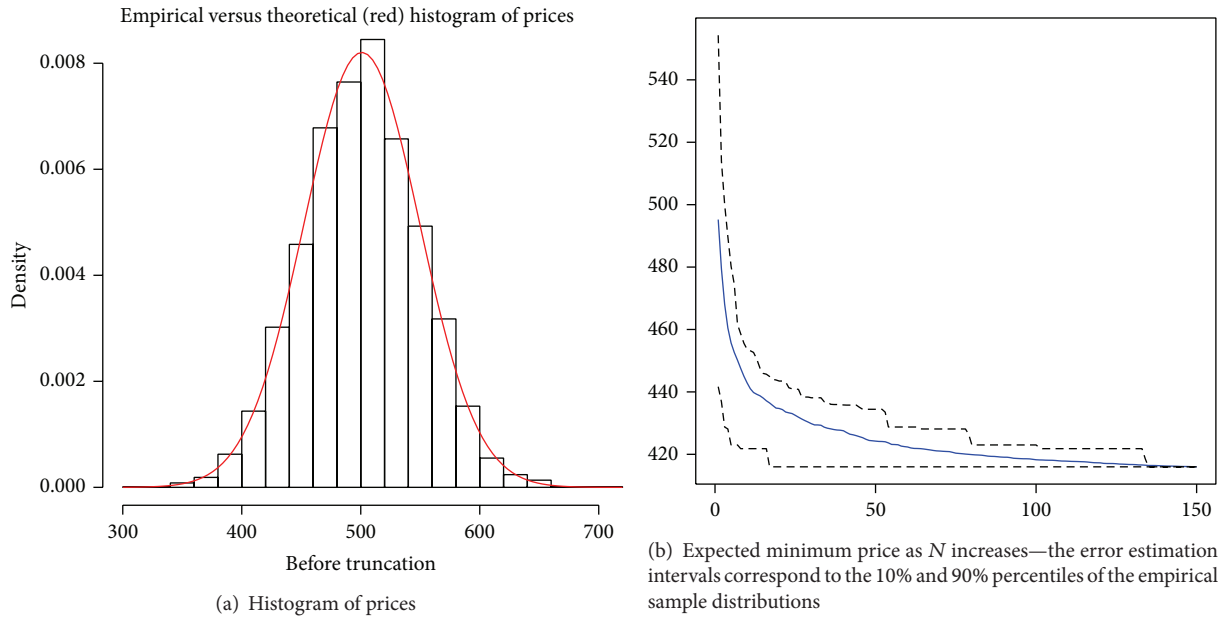 Empirical versus theoretical (red) histogram of prices
0.008
0.006
0.004
0.002
0.000
Density
300 400 500 600 700
Before truncation
(a) Histogram of prices
540
520
500
480
460
440
420
0 50 100 150
(b) Expected minimum price as N increases—the error estimation
intervals correspond to the 10% and 90% percentiles of the empirical
sample distributions